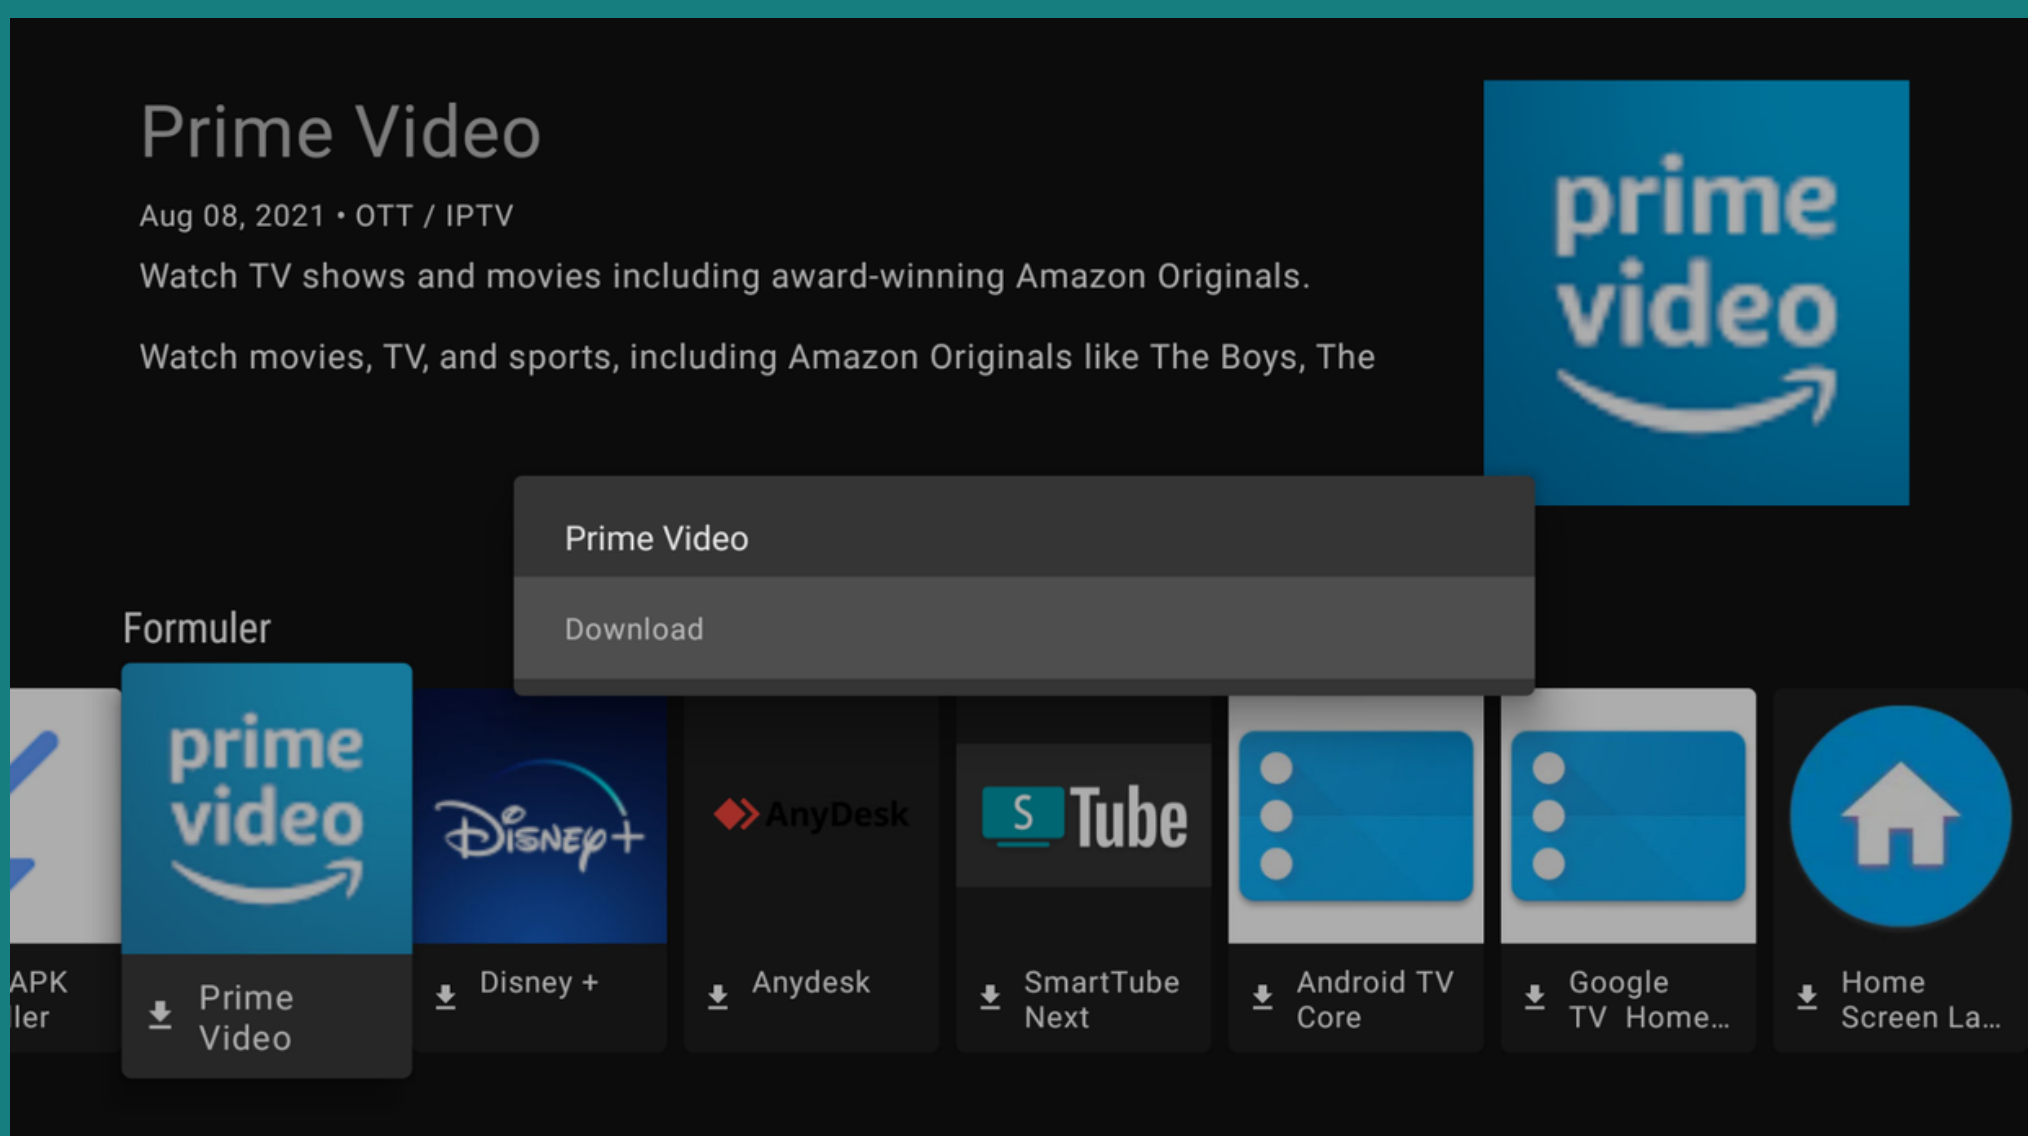 Prime Video
Aug 08, 2021 • OTT / IPTV
Watch TV shows and movies including award-winning Amazon Originals.
Watch movies, TV, and sports, including Amazon Originals like The Boys, The
prime
video
Prime Video
Download
Formuler
prime
video
Disney+
AnyDesk
S Tube
APK
ler
Prime
Video
Disney +
Anydesk
SmartTube
Next
Android TV
Core
Google
TV Home...
Home
Screen La...